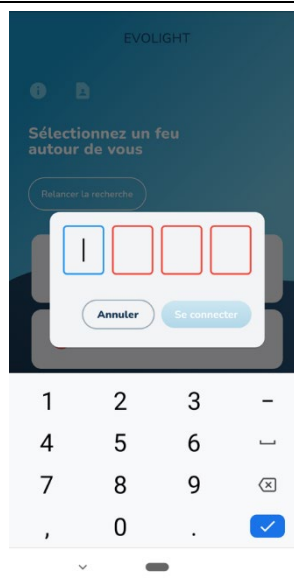 EVOLIGHT
Sélectionnez un feu
autour de vous
Relancer la recherche
Annuler
Se connecter
1 2 3 -
4 5 6
7 8 9
, 0 .